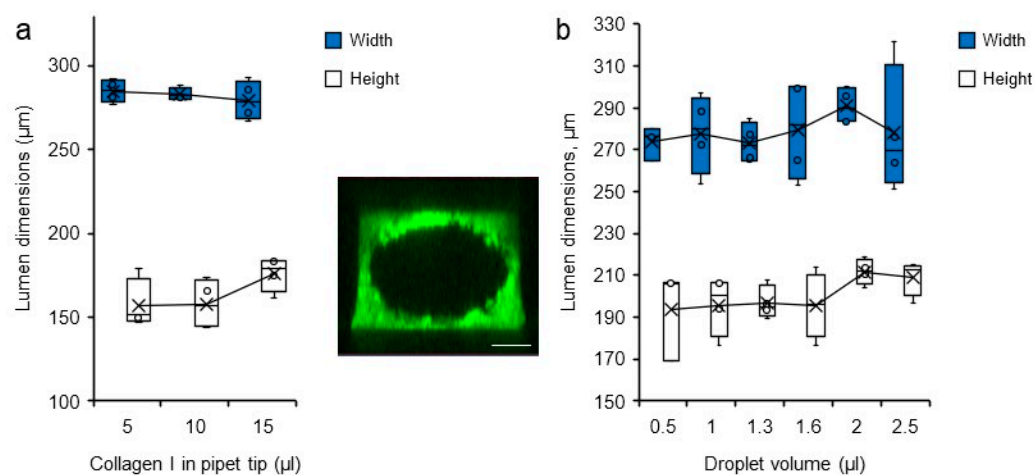 a
Lumen dimensions (µm)
300
250
200
150
100
5 10 15
Collagen I in pipet tip (µl)
Width
Height
b
Lumen dimensions, µm
330
310
290
270
250
230
210
190
170
150
0.5 1 1.3 1.6 2 2.5
Droplet volume (µl)
Width
Height